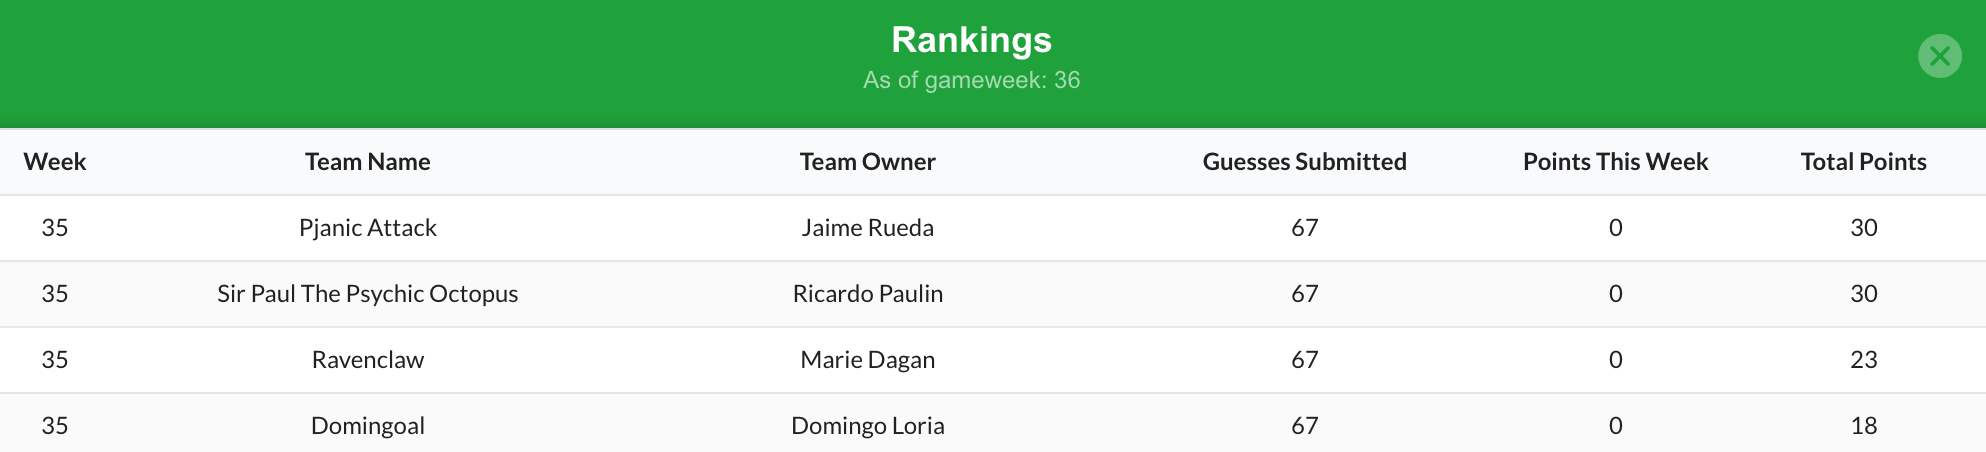 Rankings
As of gameweek: 36
Week Team Name Team Owner Guesses Submitted Points This Week Total Points
35 Pjanic Attack Jaime Rueda 67 0 30
35 Sir Paul The Psychic Octopus Ricardo Paulin 67 0 30
35 Ravenclaw Marie Dagan 67 0 23
35 Domingoal Domingo Loria 67 0 18